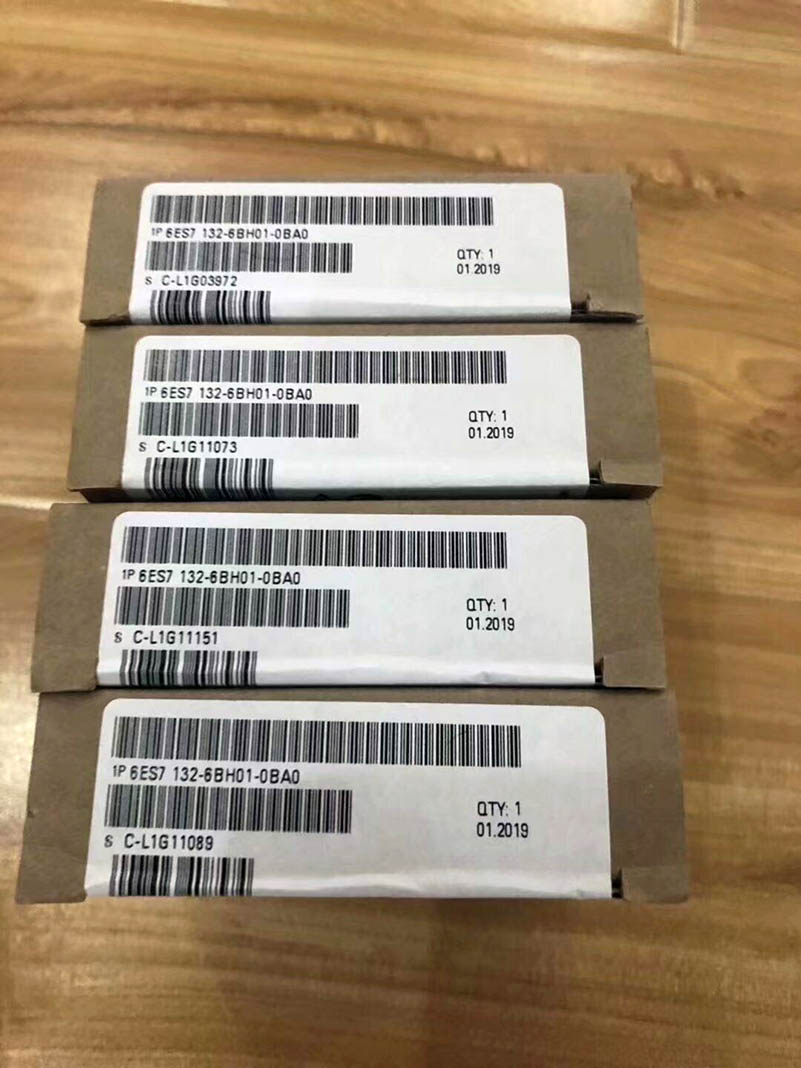 1P 6ES7 132-6BH01-0BA0
QTY: 1
01.2019
S C-L1G03972
1P 6ES7 132-6BH01-0BA0
QTY: 1
01.2019
S C-L1G11073
1P 6ES7 132-6BH01-0BA0
QTY: 1
01.2019
S C-L1G11151
1P 6ES7 132-6BH01-0BA0
QTY: 1
01.2019
S C-L1G11089